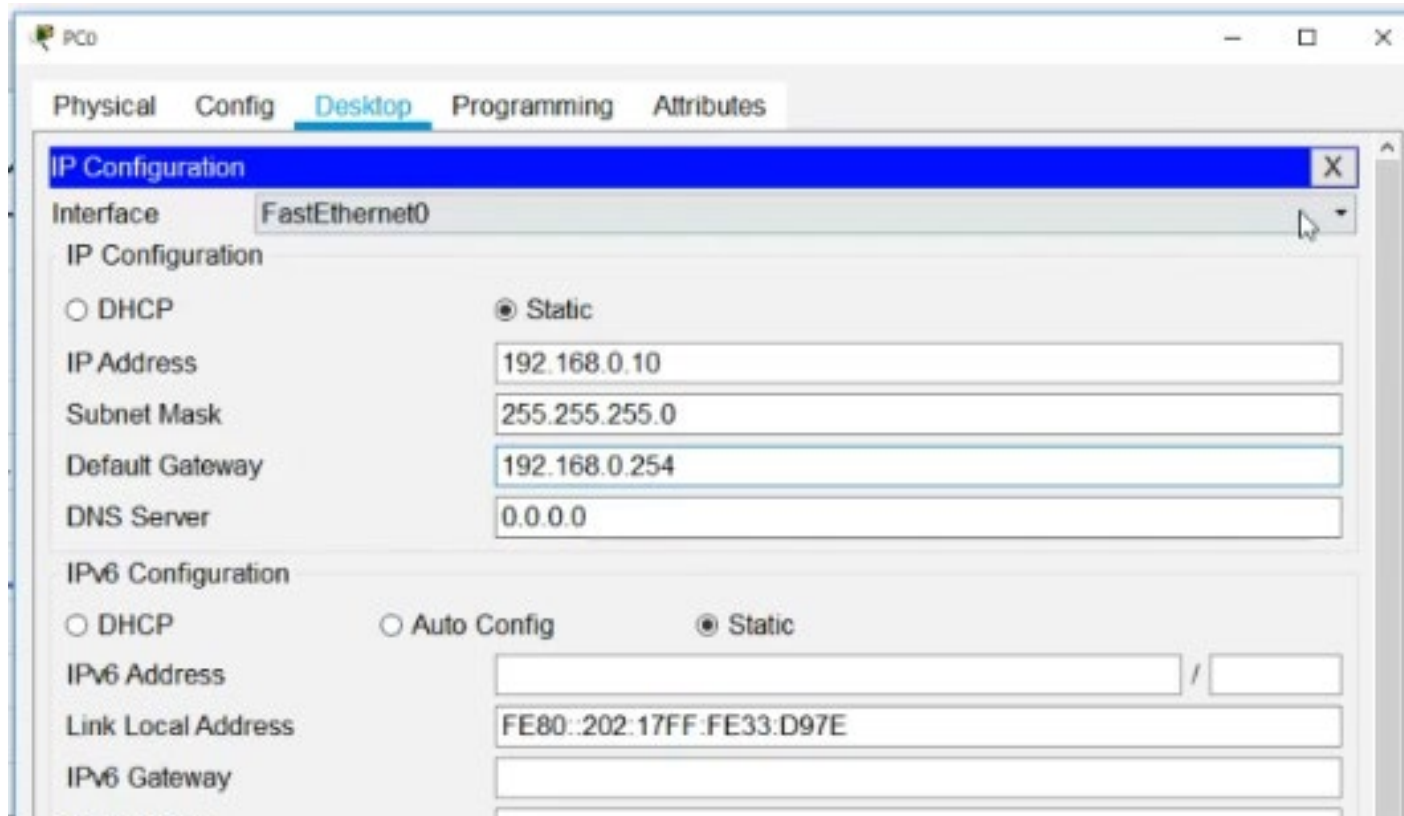 PC0
Physical Config Desktop Programming Attributes
IP Configuration X
Interface FastEthernet0
IP Configuration
DHCP Static
IP Address 192.168.0.10
Subnet Mask 255.255.255.0
Default Gateway 192.168.0.254
DNS Server 0.0.0.0
IPv6 Configuration
DHCP Auto Config Static
IPv6 Address /
Link Local Address FE80::202:17FF:FE33:D97E
IPv6 Gateway